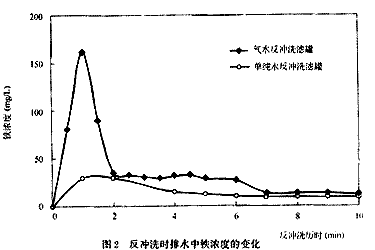 200
150
100
50
0
铁浓度 (mg/L)
气水反冲洗滤罐
单纯水反冲洗滤罐
0 2 4 6 8 10
反冲洗历时 (min)
图 2 反冲洗时排水中铁浓度的变化